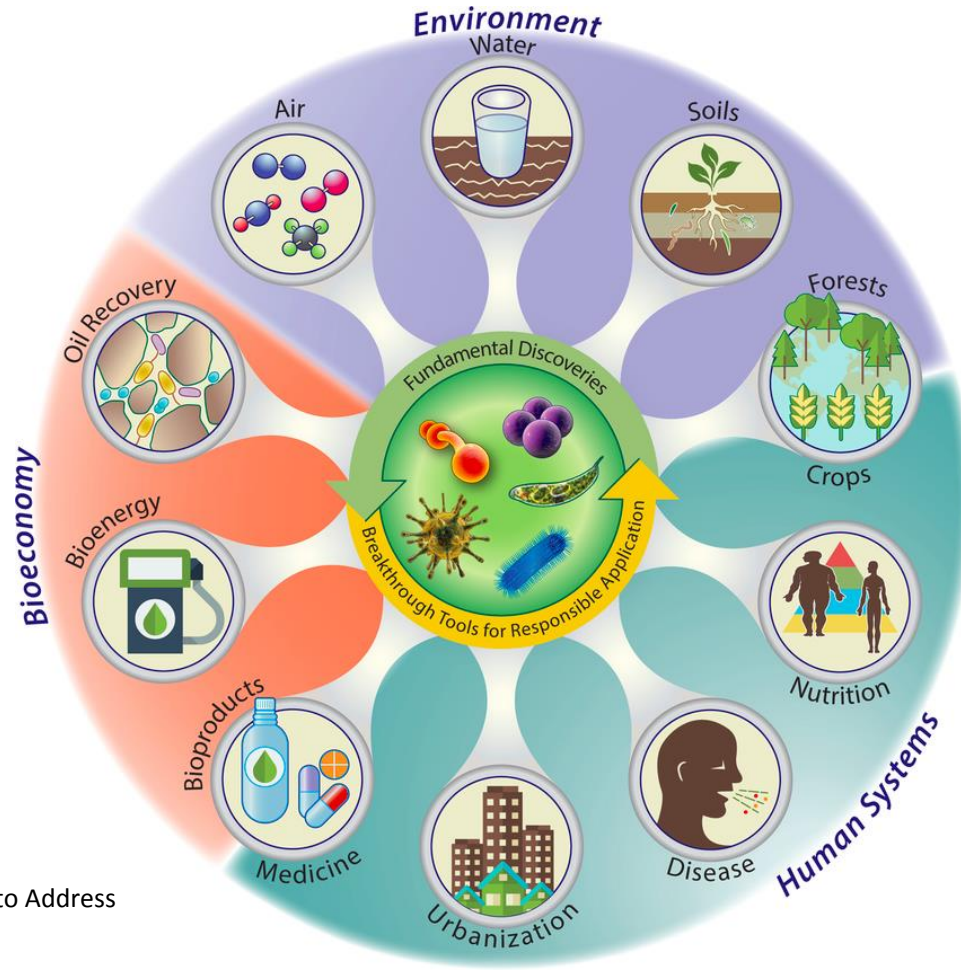 Environment
Water
Air
Soils
Oil Recovery
Forests
Fundamental Discoveries
Crops
Bioeconomy
Bioenergy
Breakthrough Tools for Responsible Application
Nutrition
Bioproducts
Human Systems
Medicine
Disease
to Address
Urbanization